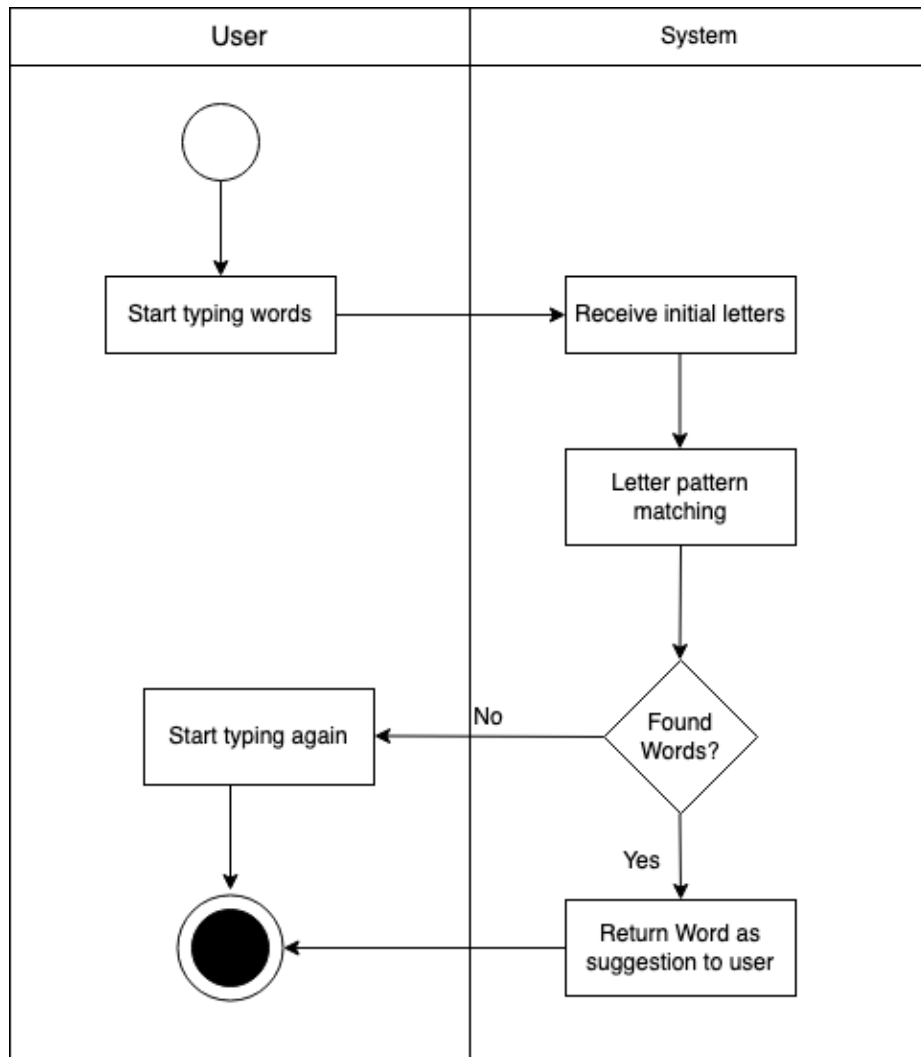 User
System
Start typing words
Receive initial letters
Letter pattern
matching
Found
Words?
No
Start typing again
Yes
Return Word as
suggestion to user